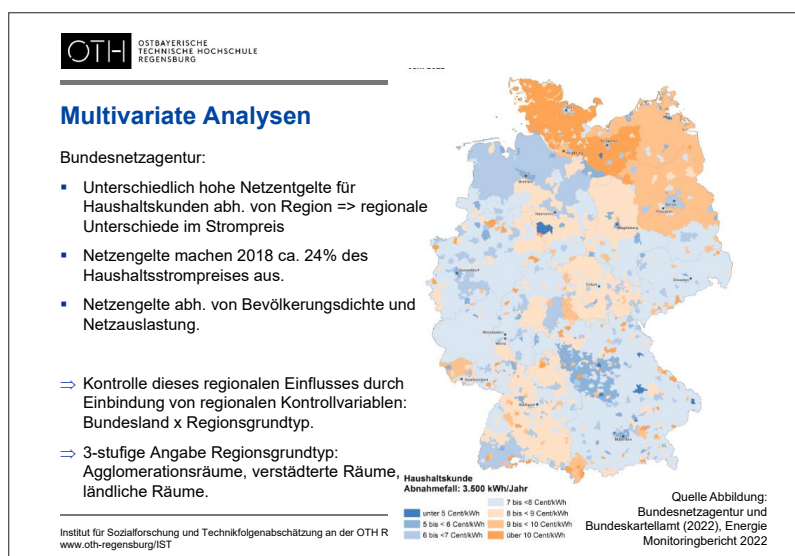 OTH
OSTBAYERISCHE
TECHNISCHE HOCHSCHULE
REGENSBURG
Multivariate Analysen
Bundesnetzagentur:
▪ Unterschiedlich hohe Netzentgelte für
Haushaltskunden abh. von Region => regionale
Unterschiede im Strompreis
▪ Netzengelte machen 2018 ca. 24% des
Haushaltsstrompreises aus.
▪ Netzengelte abh. von Bevölkerungsdichte und
Netzauslastung.
⇒ Kontrolle dieses regionalen Einflusses durch
Einbindung von regionalen Kontrollvariablen:
Bundesland x Regionsgrundtyp.
⇒ 3-stufige Angabe Regionsgrundtyp:
Agglomerationsräume, verstädterte Räume,
ländliche Räume.
Haushaltskunde
Abnahmefall: 3.500 kWh/Jahr
unter 5 Cent/kWh
5 bis < 6 Cent/kWh
6 bis <7 Cent/kWh
7 bis <8 Cent/kWh
8 bis < 9 Cent/kWh
9 bis < 10 Cent/kWh
über 10 Cent/kWh
Quelle Abbildung:
Bundesnetzagentur und
Bundeskartellamt (2022), Energie
Monitoringbericht 2022
Institut für Sozialforschung und Technikfolgenabschätzung an der OTH R
www.oth-regensburg/IST